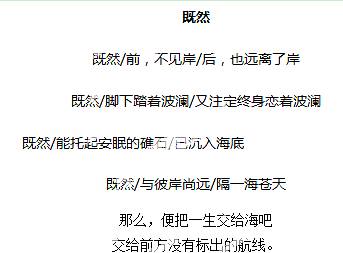 既然
既然/前，不见岸/后，也远离了岸
既然/脚下踏着波澜/又注定终身恋着波澜
既然/能托起安眠的礁石/已沉入海底
既然/与彼岸尚远/隔一海苍天
那么，便把一生交给海吧
交给前方没有标出的航线。